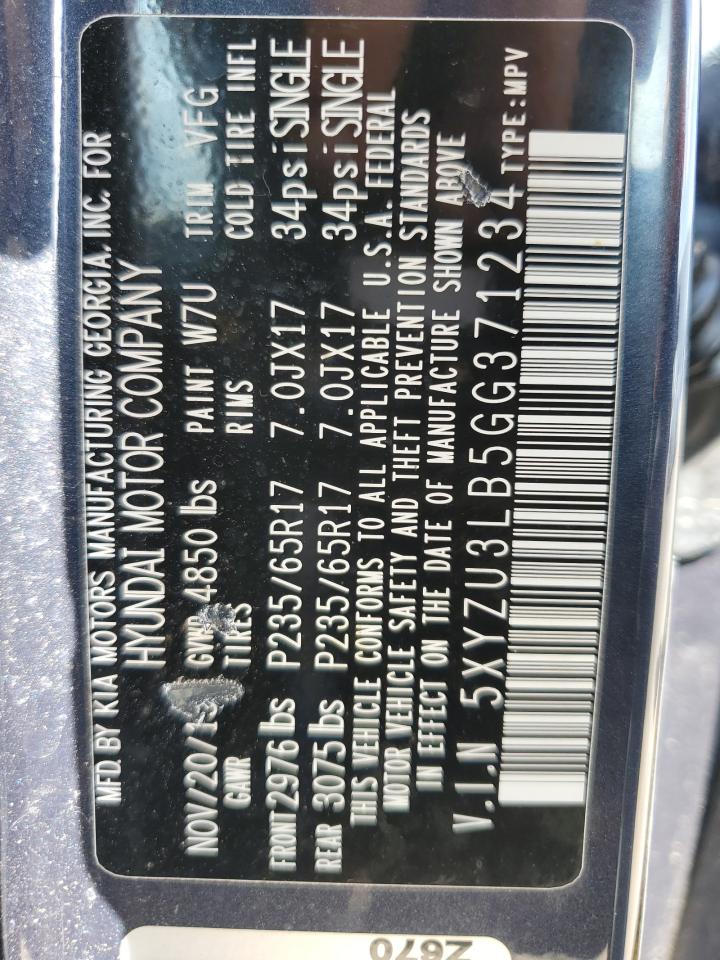 MFD. BY KIA MOTORS MANUFACTURING GEORGIA, INC. FOR
HYUNDAI MOTOR COMPANY
NOV/20/ GVWR 4850 lbs PAINT W7U TRIM VFG
GAWR TIRES RIMS COLD TIRE INFL
FRONT 2976 lbs P235/65R17 7.0JX17 34psi SINGLE
REAR 3075 lbs P235/65R17 7.0JX17 34psi SINGLE
THIS VEHICLE CONFORMS TO ALL APPLICABLE U.S.A. FEDERAL
MOTOR VEHICLE SAFETY AND THEFT PREVENTION STANDARDS
IN EFFECT ON THE DATE OF MANUFACTURE SHOWN ABOVE
V.I.N 5XYZU3LB5GG371234 TYPE:MPV
Z670